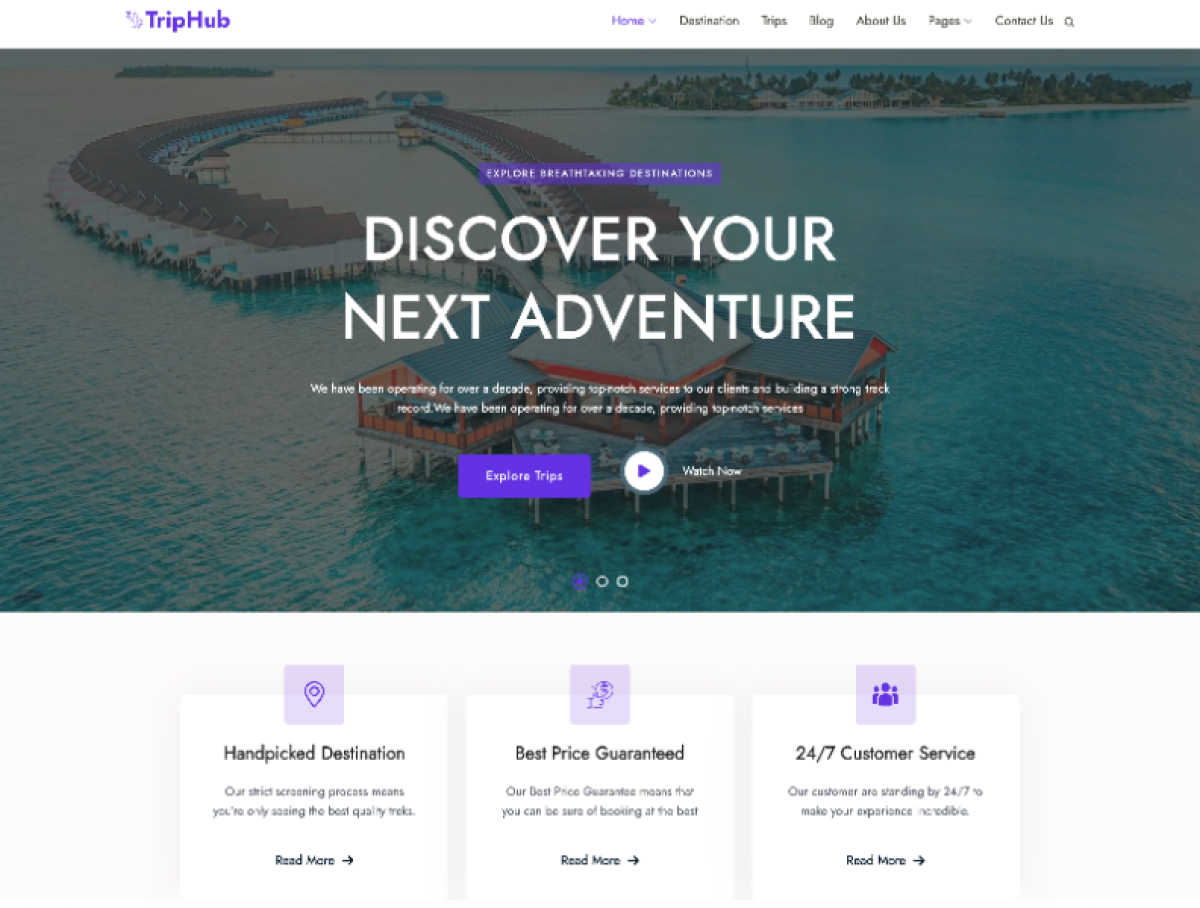 TripHub
Home Destination Trips Blog About Us Pages Contact Us
EXPLORE BREATHTAKING DESTINATIONS
DISCOVER YOUR
NEXT ADVENTURE
We have been operating for over a decade, providing top-notch services to our clients and building a strong track
record.We have been operating for over a decade, providing top-notch services
Explore Trips
Watch Now
Handpicked Destination
Our strict screening process means
you're only seeing the best quality treks.
Read More
Best Price Guaranteed
Our Best Price Guarantee means that
you can be sure of booking at the best
Read More
24/7 Customer Service
Our customer are standing by 24/7 to
make your experience incredible.
Read More